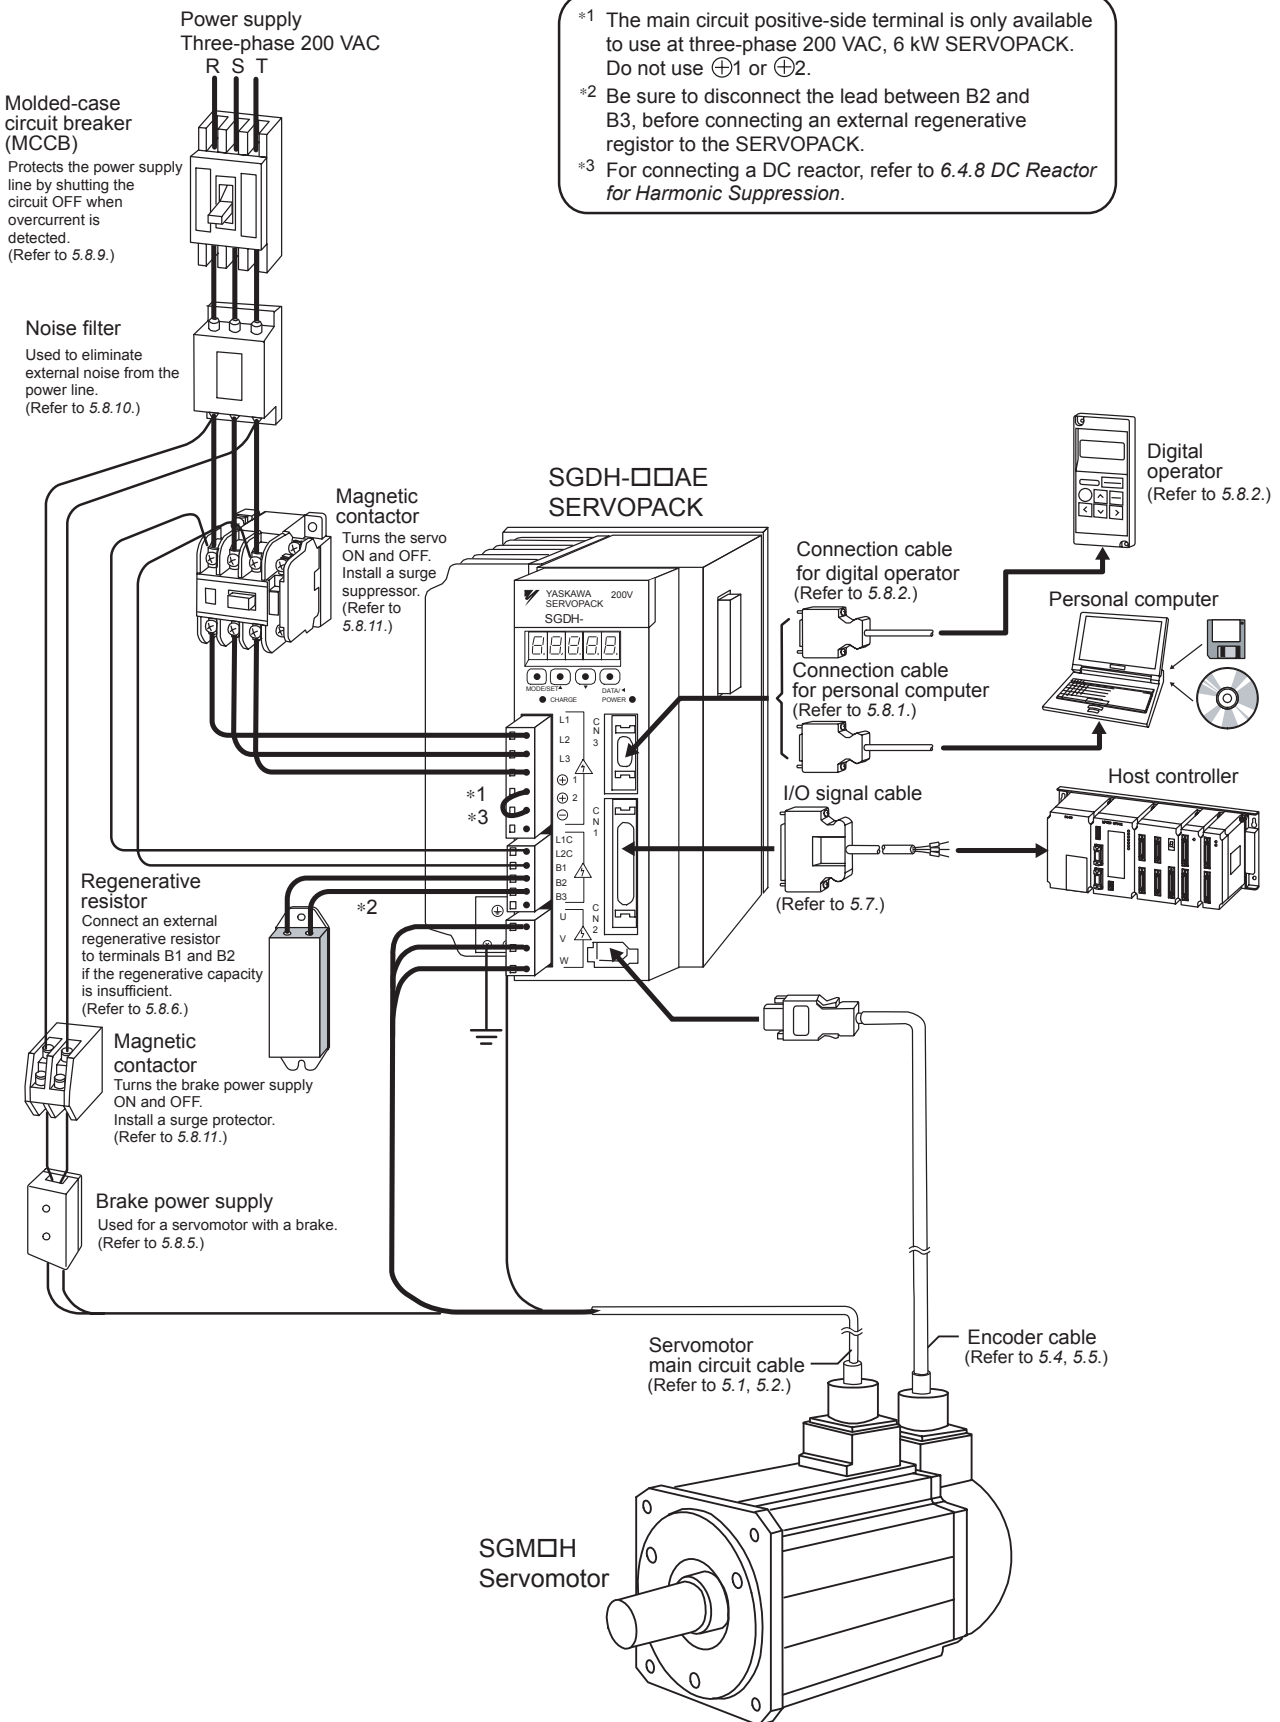 Power supply
Three-phase 200 VAC
R S T
*1 The main circuit positive-side terminal is only available
to use at three-phase 200 VAC, 6 kW SERVOPACK.
Do not use ⊕1 or ⊕2.
*2 Be sure to disconnect the lead between B2 and
B3, before connecting an external regenerative
registor to the SERVOPACK.
*3 For connecting a DC reactor, refer to 6.4.8 DC Reactor
for Harmonic Suppression.
Molded-case
circuit breaker
(MCCB)
Protects the power supply
line by shutting the
circuit OFF when
overcurrent is
detected.
(Refer to 5.8.9.)
Noise filter
Used to eliminate
external noise from the
power line.
(Refer to 5.8.10.)
Magnetic
contactor
Turns the servo
ON and OFF.
Install a surge
suppressor.
(Refer to
5.8.11.)
SGDH-□□AE
SERVOPACK
YASKAWA 200V
SERVOPACK
SGDH-
8.8.8.8.8.
MODE/SET▲ ▼ DATA/◄
CHARGE POWER
L1
L2
L3
⊕ 1
⊕ 2
⊖
L1C
L2C
B1
B2
B3
U
V
W
CN3
CN1
CN2
*1
*3
*2
Digital
operator
(Refer to 5.8.2.)
Connection cable
for digital operator
(Refer to 5.8.2.)
Personal computer
Connection cable
for personal computer
(Refer to 5.8.1.)
Host controller
I/O signal cable
(Refer to 5.7.)
Regenerative
resistor
Connect an external
regenerative resistor
to terminals B1 and B2
if the regenerative capacity
is insufficient.
(Refer to 5.8.6.)
Magnetic
contactor
Turns the brake power supply
ON and OFF.
Install a surge protector.
(Refer to 5.8.11.)
Brake power supply
Used for a servomotor with a brake.
(Refer to 5.8.5.)
Servomotor
main circuit cable
(Refer to 5.1, 5.2.)
Encoder cable
(Refer to 5.4, 5.5.)
SGM□H
Servomotor